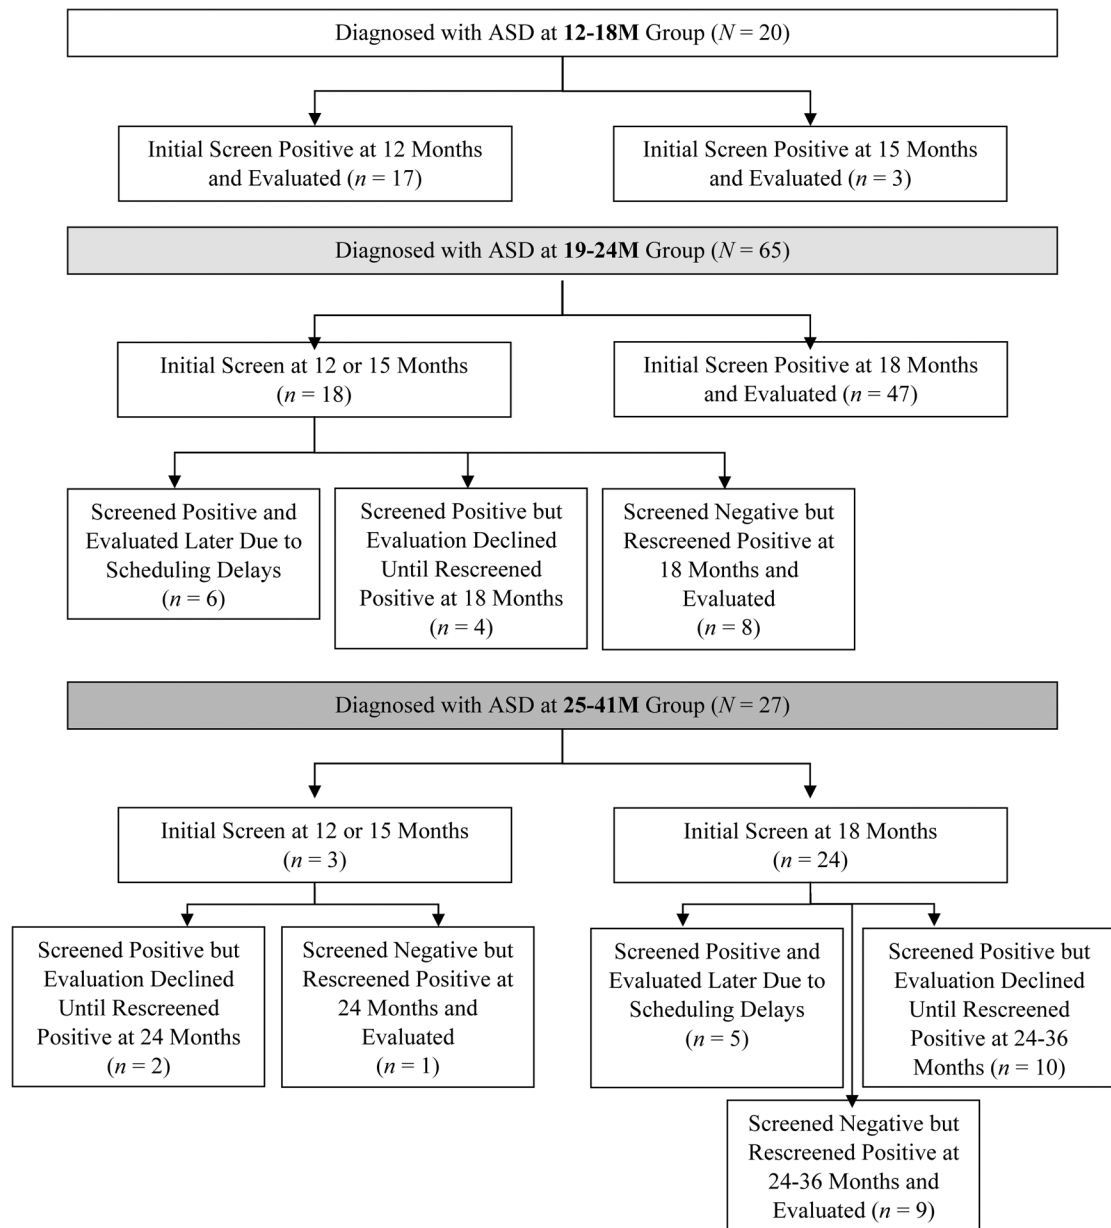 Diagnosed with ASD at 12-18M Group (N = 20)
Initial Screen Positive at 12 Months
and Evaluated (n = 17)
Initial Screen Positive at 15 Months
and Evaluated (n = 3)
Diagnosed with ASD at 19-24M Group (N = 65)
Initial Screen at 12 or 15 Months
(n = 18)
Initial Screen Positive at 18 Months
and Evaluated (n = 47)
Screened Positive and
Evaluated Later Due to
Scheduling Delays
(n = 6)
Screened Positive but
Evaluation Declined
Until Rescreened
Positive at 18 Months
(n = 4)
Screened Negative but
Rescreened Positive at
18 Months and
Evaluated
(n = 8)
Diagnosed with ASD at 25-41M Group (N = 27)
Initial Screen at 12 or 15 Months
(n = 3)
Initial Screen at 18 Months
(n = 24)
Screened Positive but
Evaluation Declined
Until Rescreened
Positive at 24 Months
(n = 2)
Screened Negative but
Rescreened Positive at
24 Months and
Evaluated
(n = 1)
Screened Positive and
Evaluated Later Due to
Scheduling Delays
(n = 5)
Screened Positive but
Evaluation Declined
Until Rescreened
Positive at 24-36
Months (n = 10)
Screened Negative but
Rescreened Positive at
24-36 Months and
Evaluated (n = 9)